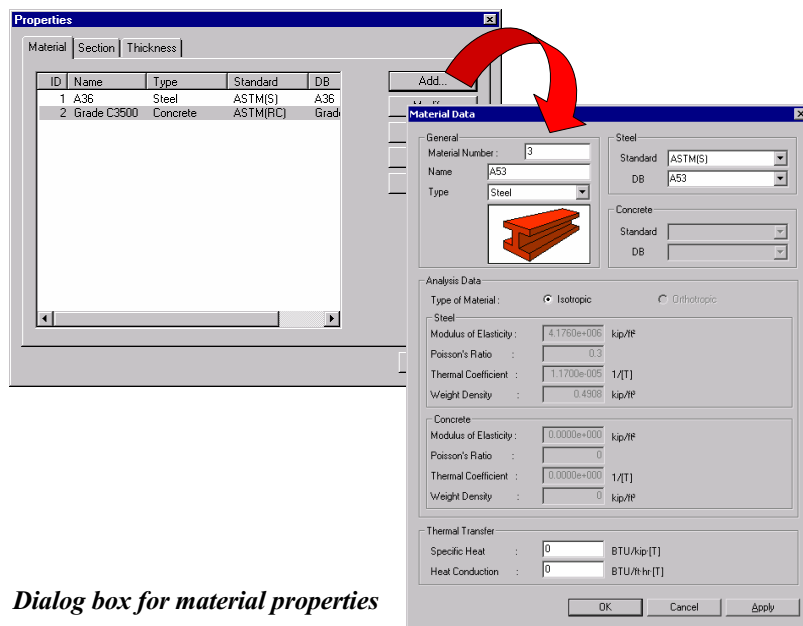 Properties
Material Section Thickness
ID Name Type Standard DB
1 A36 Steel ASTM(S) A36
2 Grade C3500 Concrete ASTM(RC) Grad
Add...
Material Data
General
Material Number : 3
Name A53
Type Steel
Steel
Standard ASTM(S)
DB A53
Concrete
Standard
DB
Analysis Data
Type of Material : Isotropic Orthotropic
Steel
Modulus of Elasticity : 4.1760e+006 kip/ft²
Poisson's Ratio : 0.3
Thermal Coefficient : 1.1700e-005 1/[T]
Weight Density : 0.4908 kip/ft³
Concrete
Modulus of Elasticity : 0.0000e+000 kip/ft²
Poisson's Ratio : 0
Thermal Coefficient : 0.0000e+000 1/[T]
Weight Density : 0 kip/ft³
Thermal Transfer
Specific Heat : 0 BTU/kip·[T]
Heat Conduction : 0 BTU/ft·hr·[T]
OK Cancel Apply
Dialog box for material properties